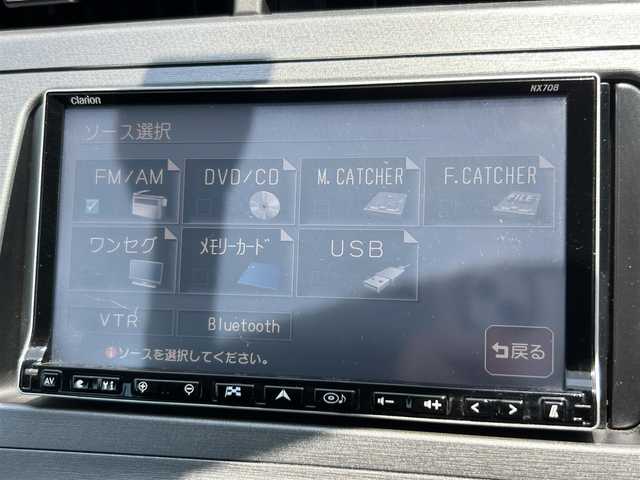 clarion NX708
ソース選択
FM/AM DVD/CD M.CATCHER F.CATCHER
FILE
ワンセグ ﾒﾓﾘｰｶｰﾄﾞ USB
VTR Bluetooth
ソースを選択してください。
戻る
AV